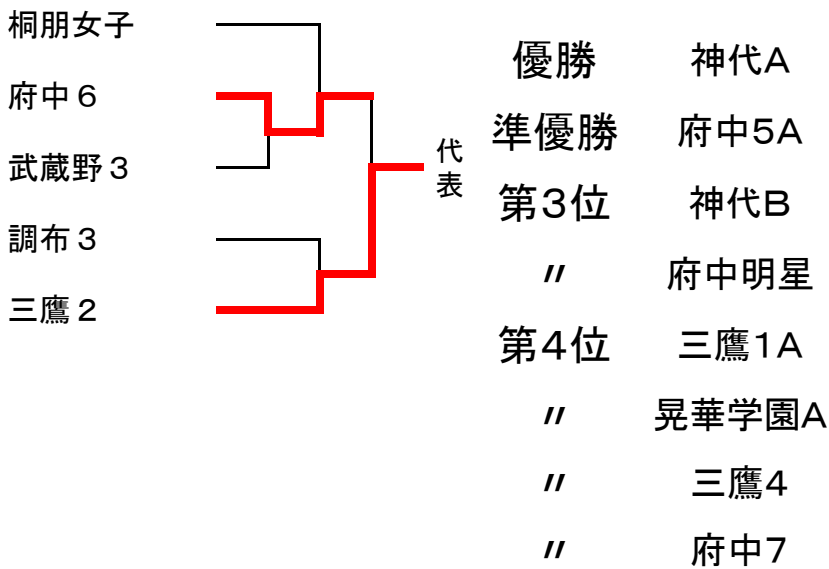 桐朋女子
府中６
武蔵野３
調布３
三鷹２
代表
優勝 神代A
準優勝 府中5A
第3位 神代B
〃 府中明星
第4位 三鷹1A
〃 晃華学園A
〃 三鷹4
〃 府中7